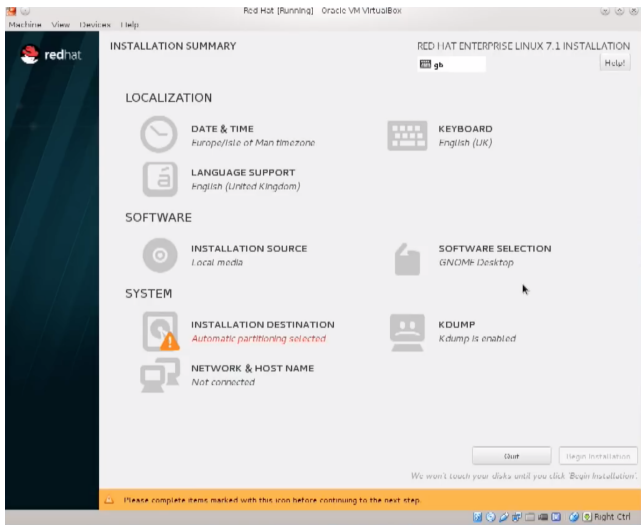 Red Hat [Running] - Oracle VM VirtualBox
Machine View Devices Help
redhat
INSTALLATION SUMMARY
RED HAT ENTERPRISE LINUX 7.1 INSTALLATION
gb
Help!
LOCALIZATION
DATE & TIME
Europe/Isle of Man timezone
KEYBOARD
English (UK)
LANGUAGE SUPPORT
English (United Kingdom)
SOFTWARE
INSTALLATION SOURCE
Local media
SOFTWARE SELECTION
GNOME Desktop
SYSTEM
INSTALLATION DESTINATION
Automatic partitioning selected
KDUMP
Kdump is enabled
NETWORK & HOST NAME
Not connected
Quit
Begin Installation
We won't touch your disks until you click 'Begin Installation'.
Please complete items marked with this icon before continuing to the next step.
Right Ctrl